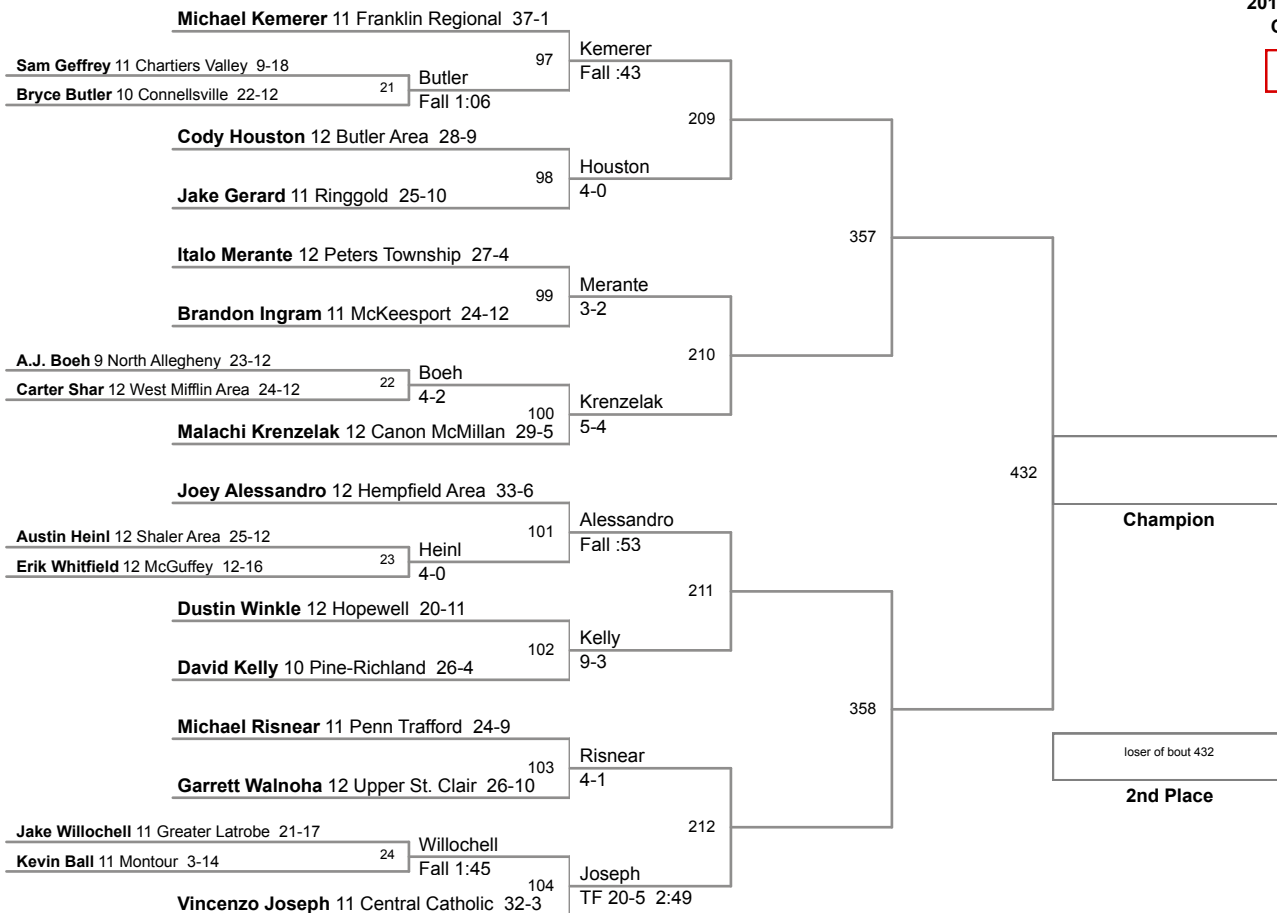 201
Michael Kemerer 11 Franklin Regional 37-1
97
Kemerer
Fall :43
Sam Geffrey 11 Chartiers Valley 9-18
21
Butler
Fall 1:06
Bryce Butler 10 Connellsville 22-12
209
Cody Houston 12 Butler Area 28-9
98
Houston
4-0
Jake Gerard 11 Ringgold 25-10
357
Italo Merante 12 Peters Township 27-4
99
Merante
3-2
Brandon Ingram 11 McKeesport 24-12
210
A.J. Boeh 9 North Allegheny 23-12
22
Boeh
4-2
Carter Shar 12 West Mifflin Area 24-12
100
Krenzelak
5-4
Malachi Krenzelak 12 Canon McMillan 29-5
432
Champion
Joey Alessandro 12 Hempfield Area 33-6
101
Alessandro
Fall :53
Austin Heinl 12 Shaler Area 25-12
23
Heinl
4-0
Erik Whitfield 12 McGuffey 12-16
211
Dustin Winkle 12 Hopewell 20-11
102
Kelly
9-3
David Kelly 10 Pine-Richland 26-4
358
Michael Risnear 11 Penn Trafford 24-9
103
Risnear
4-1
Garrett Walnoha 12 Upper St. Clair 26-10
loser of bout 432
2nd Place
212
Jake Willochell 11 Greater Latrobe 21-17
24
Willochell
Fall 1:45
Kevin Ball 11 Montour 3-14
104
Joseph
TF 20-5 2:49
Vincenzo Joseph 11 Central Catholic 32-3